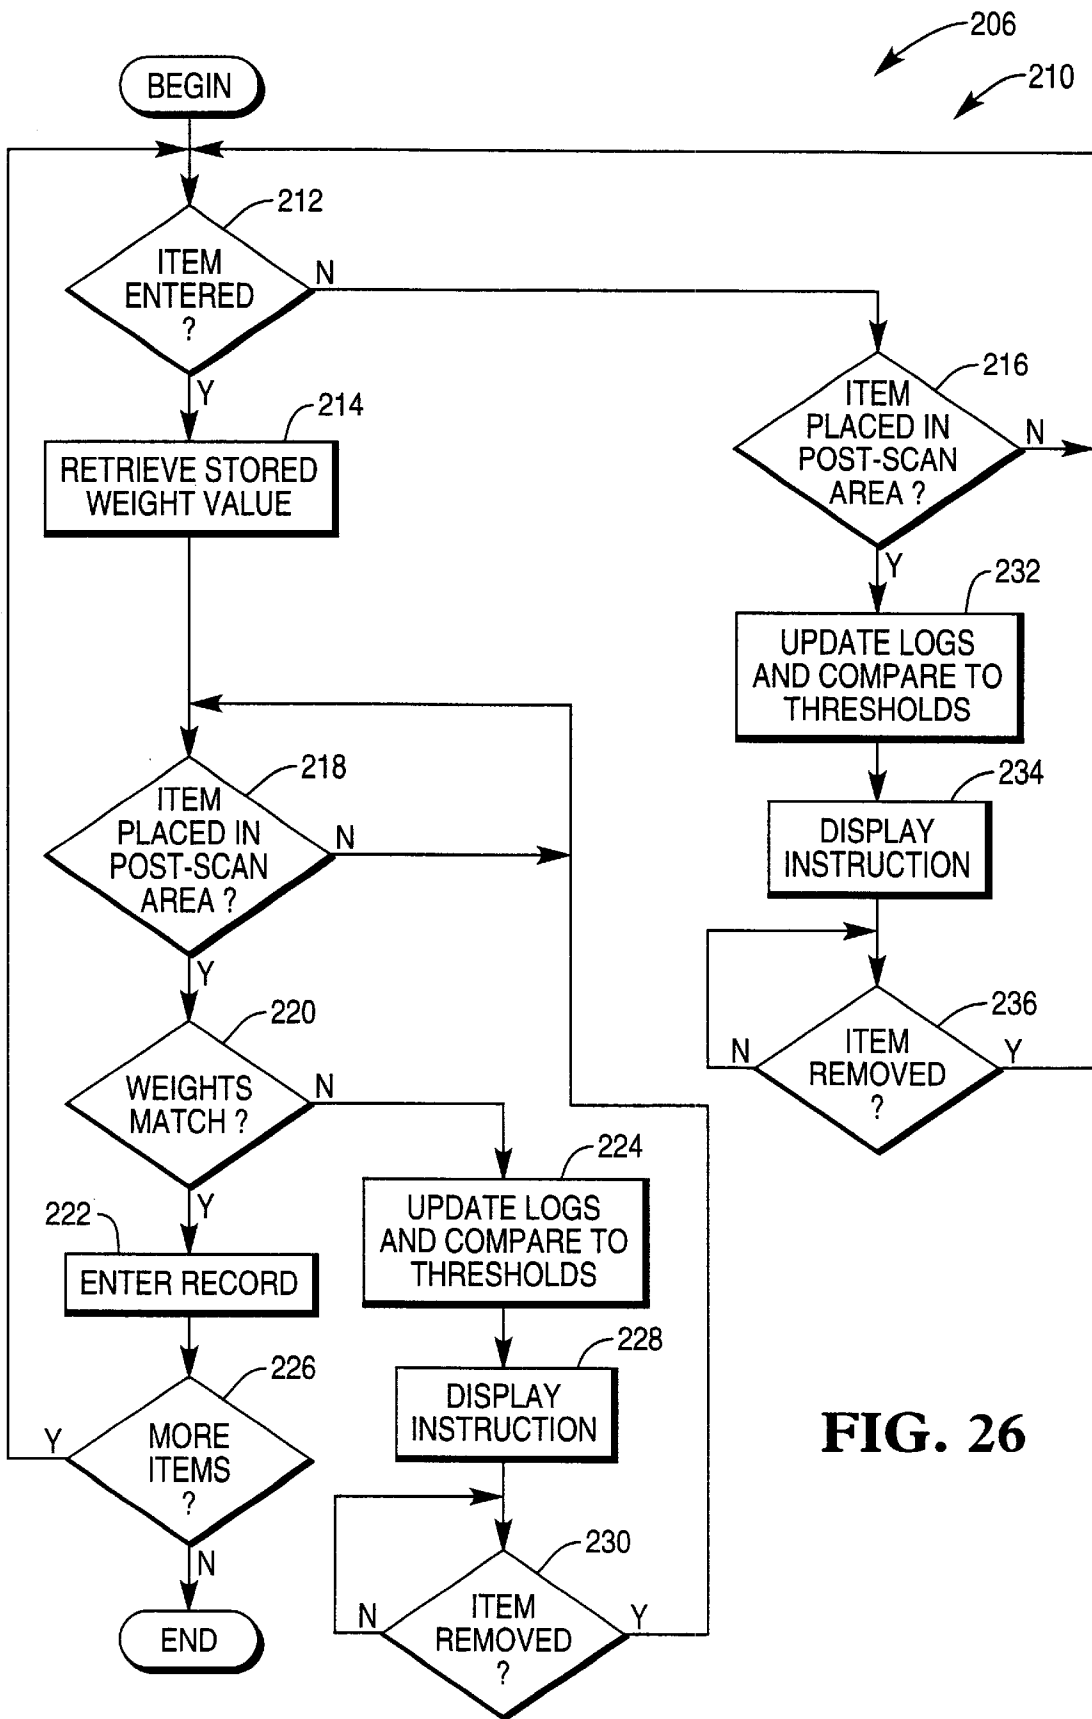 206
210
BEGIN
212
ITEM
ENTERED
?
N
Y
214
RETRIEVE STORED
WEIGHT VALUE
216
ITEM
PLACED IN
POST-SCAN
AREA ?
N
Y
232
UPDATE LOGS
AND COMPARE TO
THRESHOLDS
234
DISPLAY
INSTRUCTION
236
ITEM
REMOVED
?
N
Y
218
ITEM
PLACED IN
POST-SCAN
AREA ?
N
Y
220
WEIGHTS
MATCH ?
N
Y
222
ENTER RECORD
224
UPDATE LOGS
AND COMPARE TO
THRESHOLDS
226
MORE
ITEMS
?
Y
N
END
228
DISPLAY
INSTRUCTION
230
ITEM
REMOVED
?
N
Y
FIG. 26